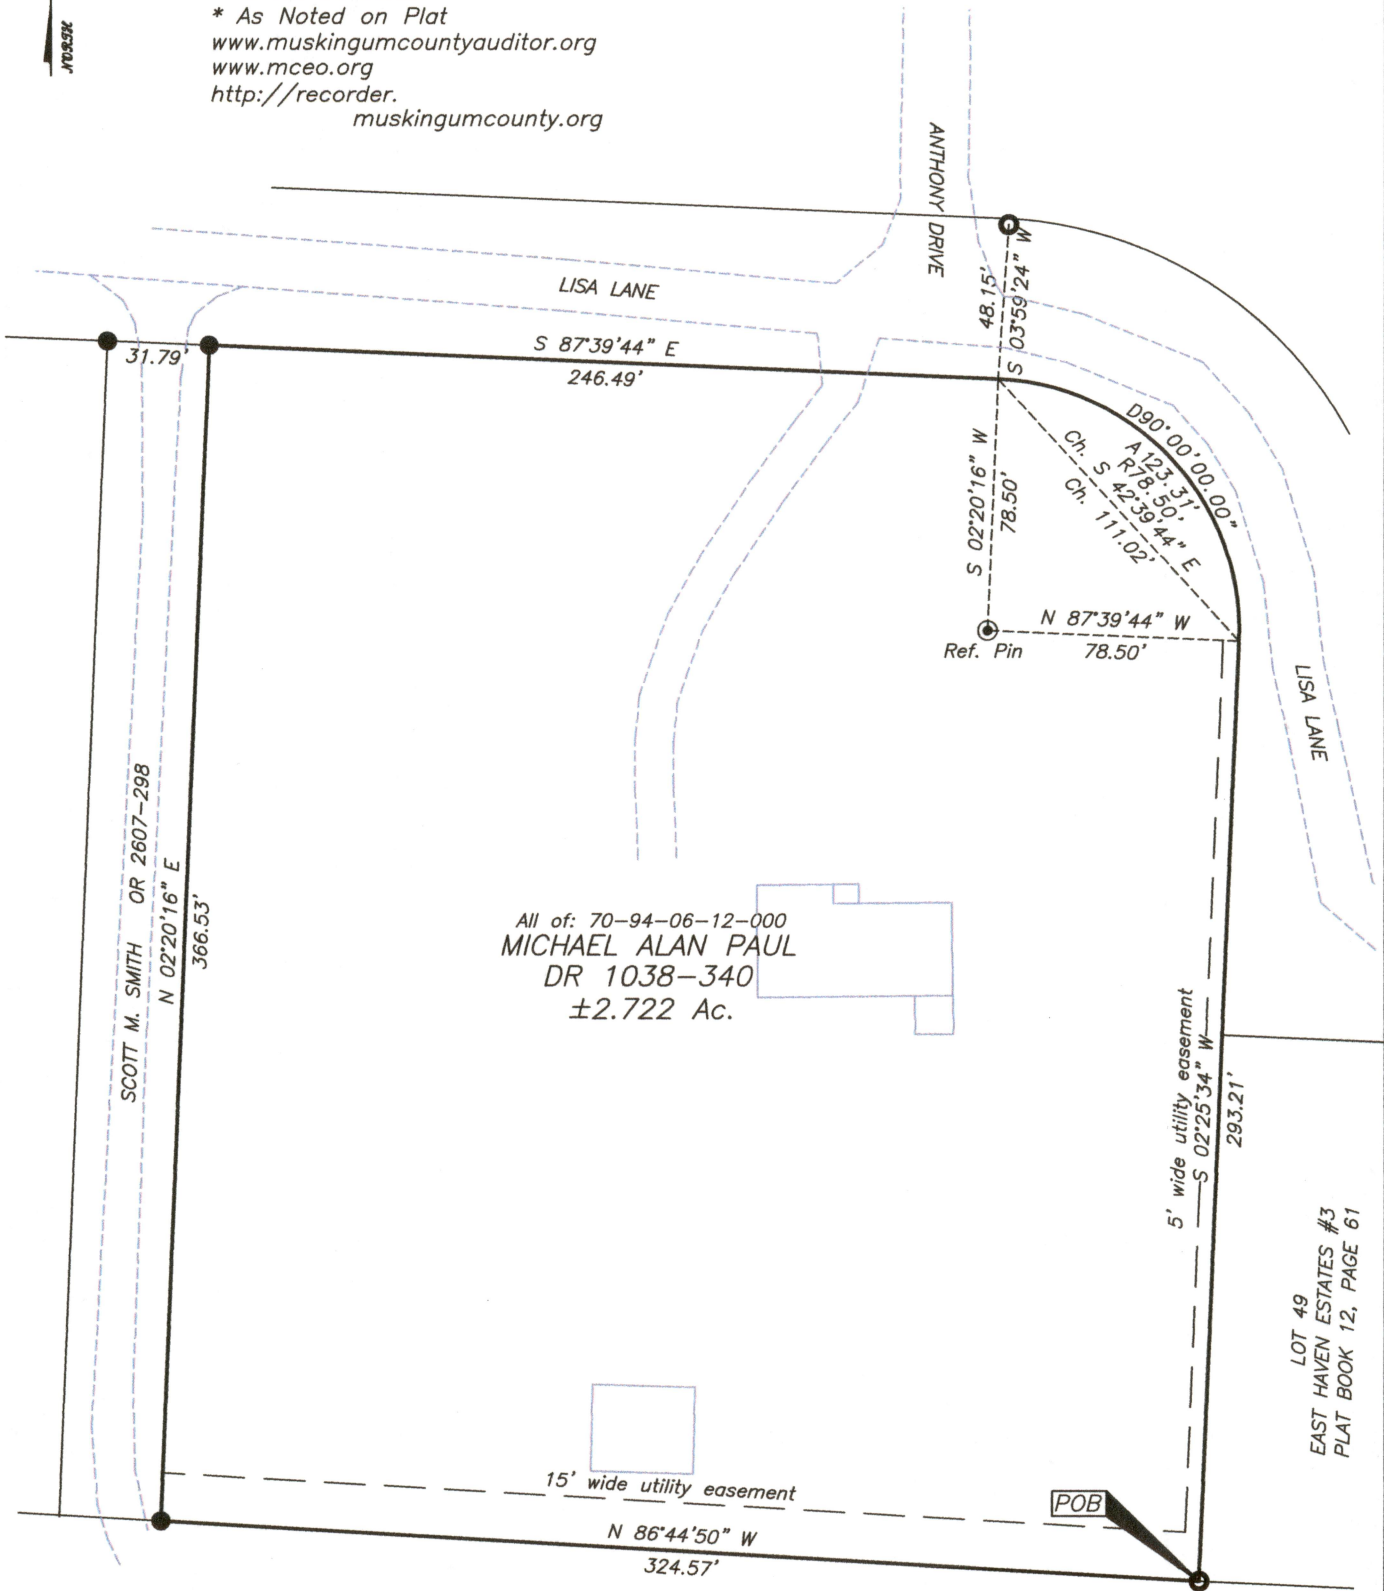 NORTH
* As Noted on Plat
www.muskingumcountyauditor.org
www.mceo.org
http://recorder.
muskingumcounty.org
ANTHONY DRIVE
LISA LANE
48.15'
S 03°59'24" W
31.79'
S 87°39'44" E
246.49'
D90°00'00.00"
A123.31'
R78.50'
Ch. S 42°39'44" E
Ch. 111.02'
S 02°20'16" W
78.50'
N 87°39'44" W
78.50'
Ref. Pin
LISA LANE
SCOTT M. SMITH OR 2607-298
N 02°20'16" E
366.53'
All of: 70-94-06-12-000
MICHAEL ALAN PAUL
DR 1038-340
±2.722 Ac.
5' wide utility easement
S 02°25'34" W
293.21'
LOT 49
EAST HAVEN ESTATES #3
PLAT BOOK 12, PAGE 61
15' wide utility easement
POB
N 86°44'50" W
324.57'